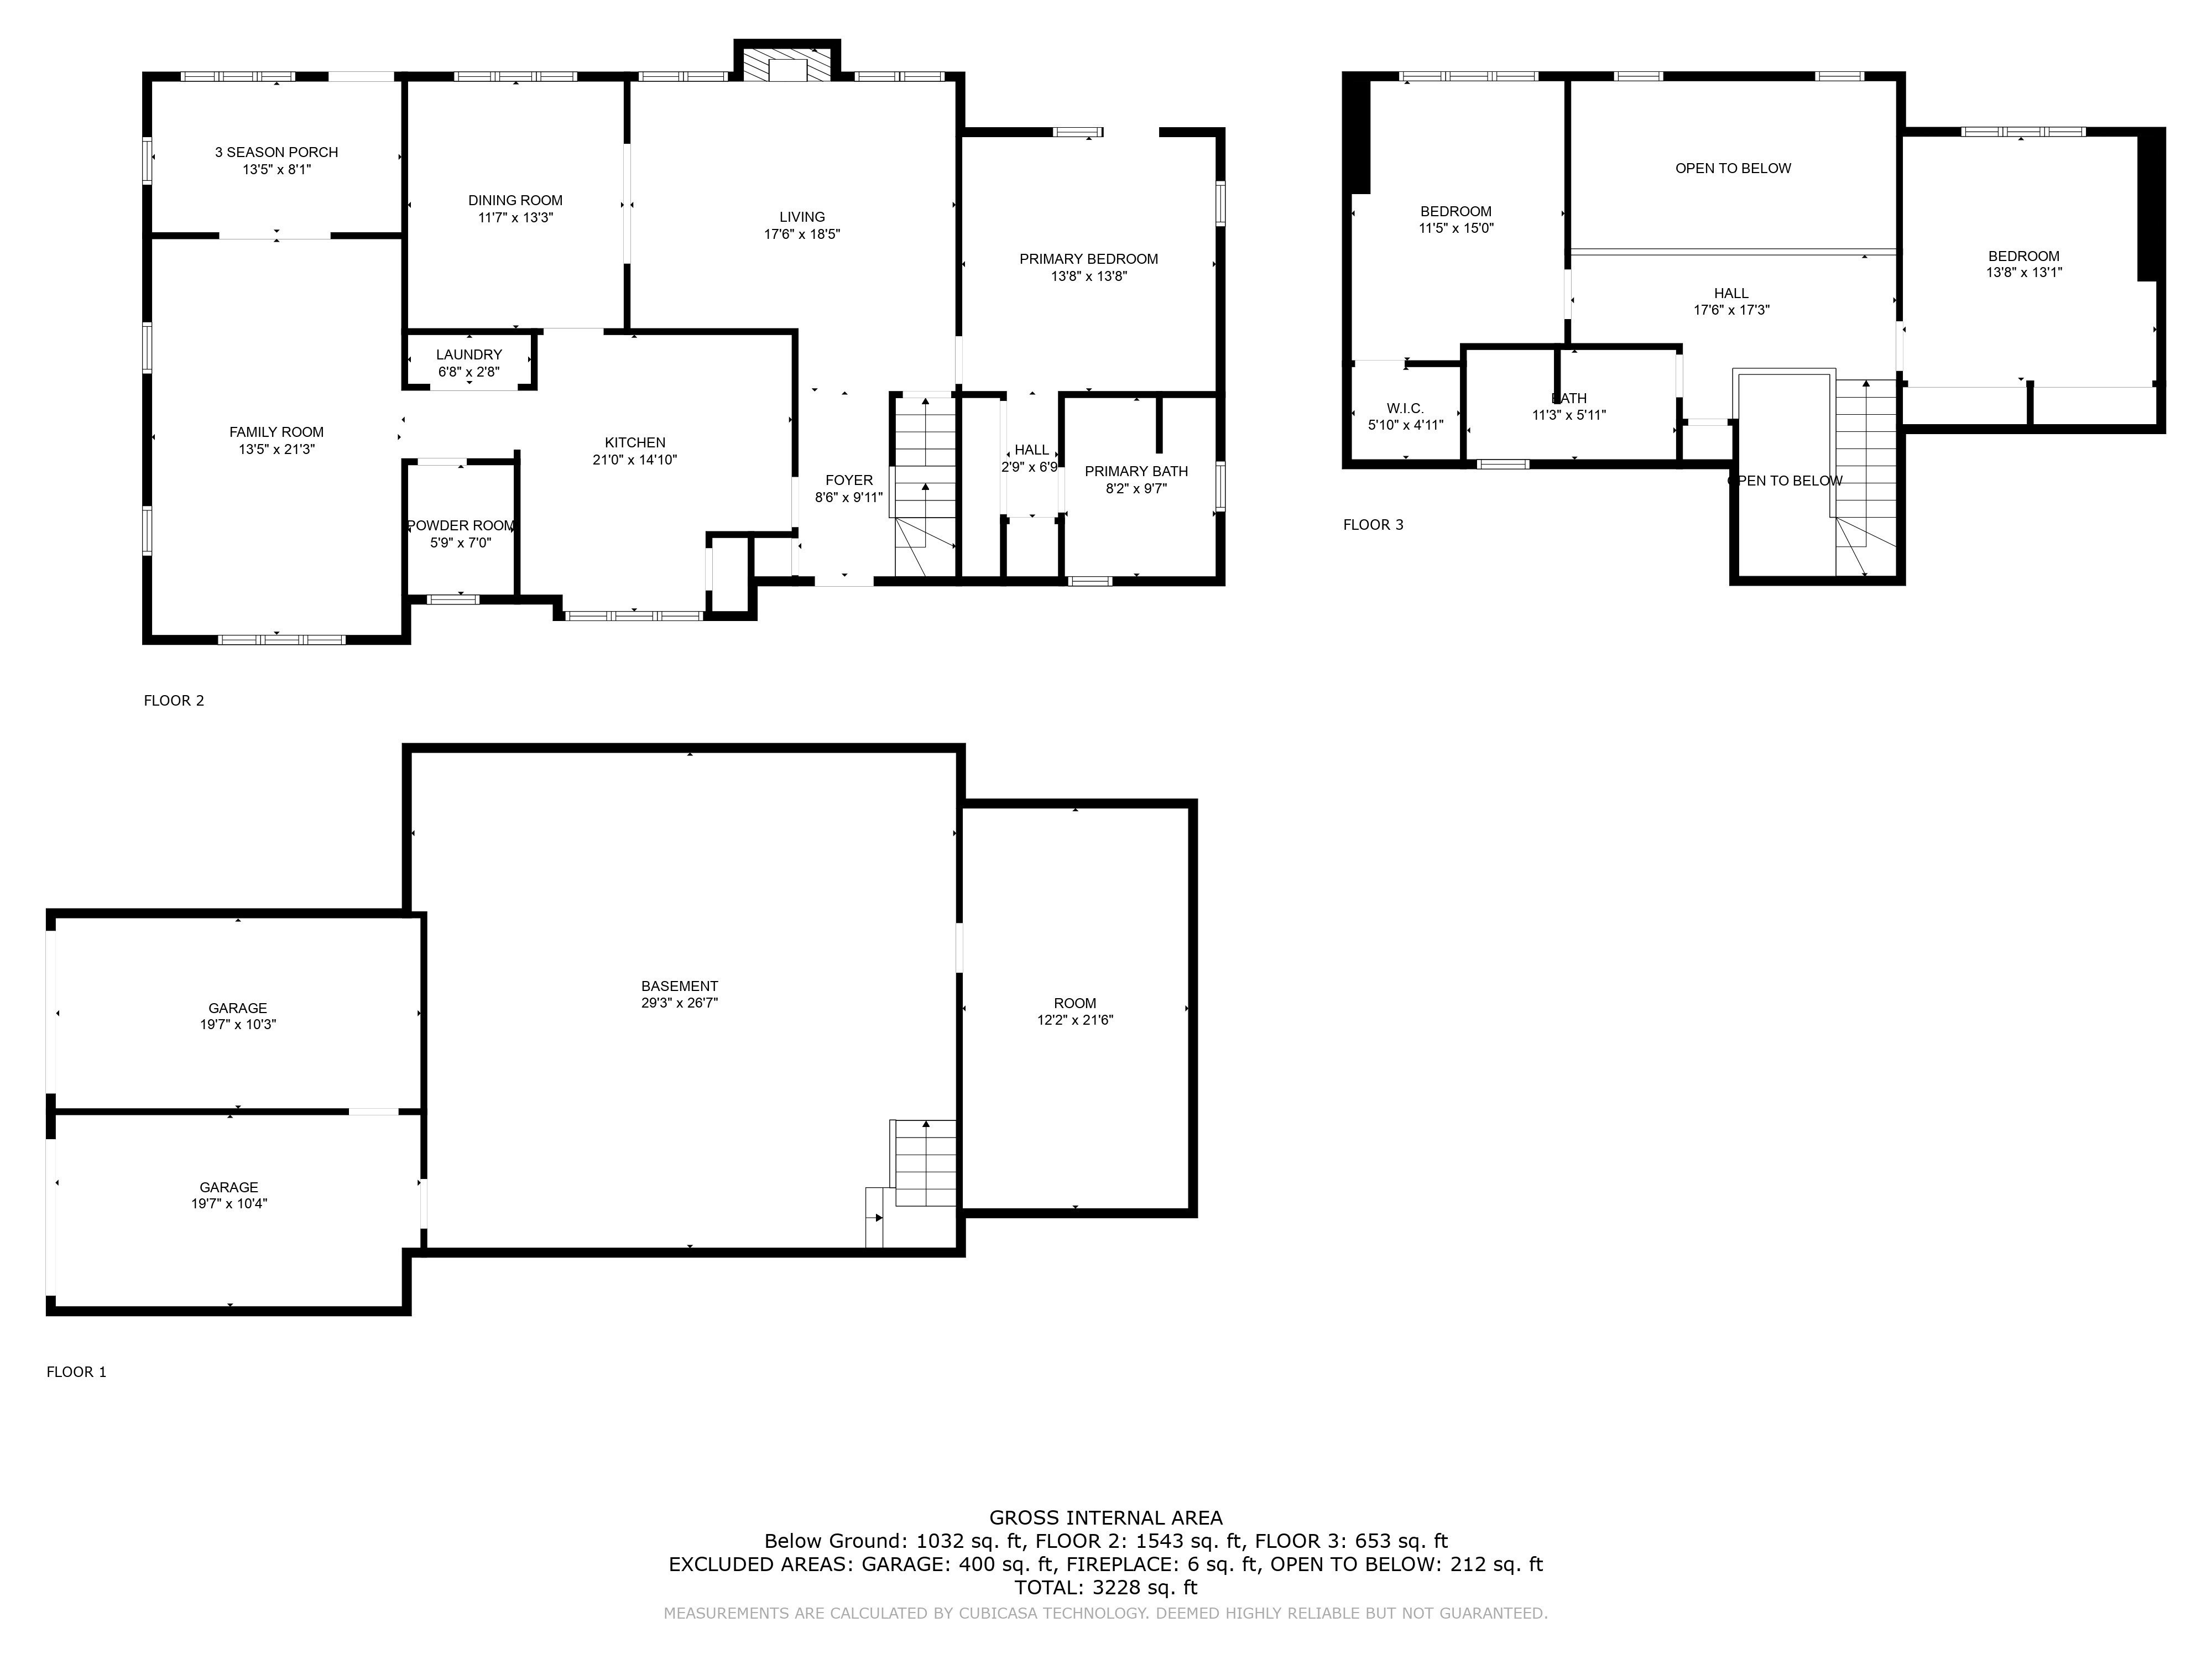 3 SEASON PORCH
13'5" x 8'1"
DINING ROOM
11'7" x 13'3"
LIVING
17'6" x 18'5"
PRIMARY BEDROOM
13'8" x 13'8"
LAUNDRY
6'8" x 2'8"
FAMILY ROOM
13'5" x 21'3"
KITCHEN
21'0" x 14'10"
HALL
2'9" x 6'9
PRIMARY BATH
8'2" x 9'7"
FOYER
8'6" x 9'11"
POWDER ROOM
5'9" x 7'0"
FLOOR 2
BEDROOM
11'5" x 15'0"
OPEN TO BELOW
BEDROOM
13'8" x 13'1"
HALL
17'6" x 17'3"
W.I.C.
5'10" x 4'11"
BATH
11'3" x 5'11"
OPEN TO BELOW
FLOOR 3
BASEMENT
29'3" x 26'7"
ROOM
12'2" x 21'6"
GARAGE
19'7" x 10'3"
GARAGE
19'7" x 10'4"
FLOOR 1
GROSS INTERNAL AREA
Below Ground: 1032 sq. ft, FLOOR 2: 1543 sq. ft, FLOOR 3: 653 sq. ft
EXCLUDED AREAS: GARAGE: 400 sq. ft, FIREPLACE: 6 sq. ft, OPEN TO BELOW: 212 sq. ft
TOTAL: 3228 sq. ft
MEASUREMENTS ARE CALCULATED BY CUBICASA TECHNOLOGY. DEEMED HIGHLY RELIABLE BUT NOT GUARANTEED.